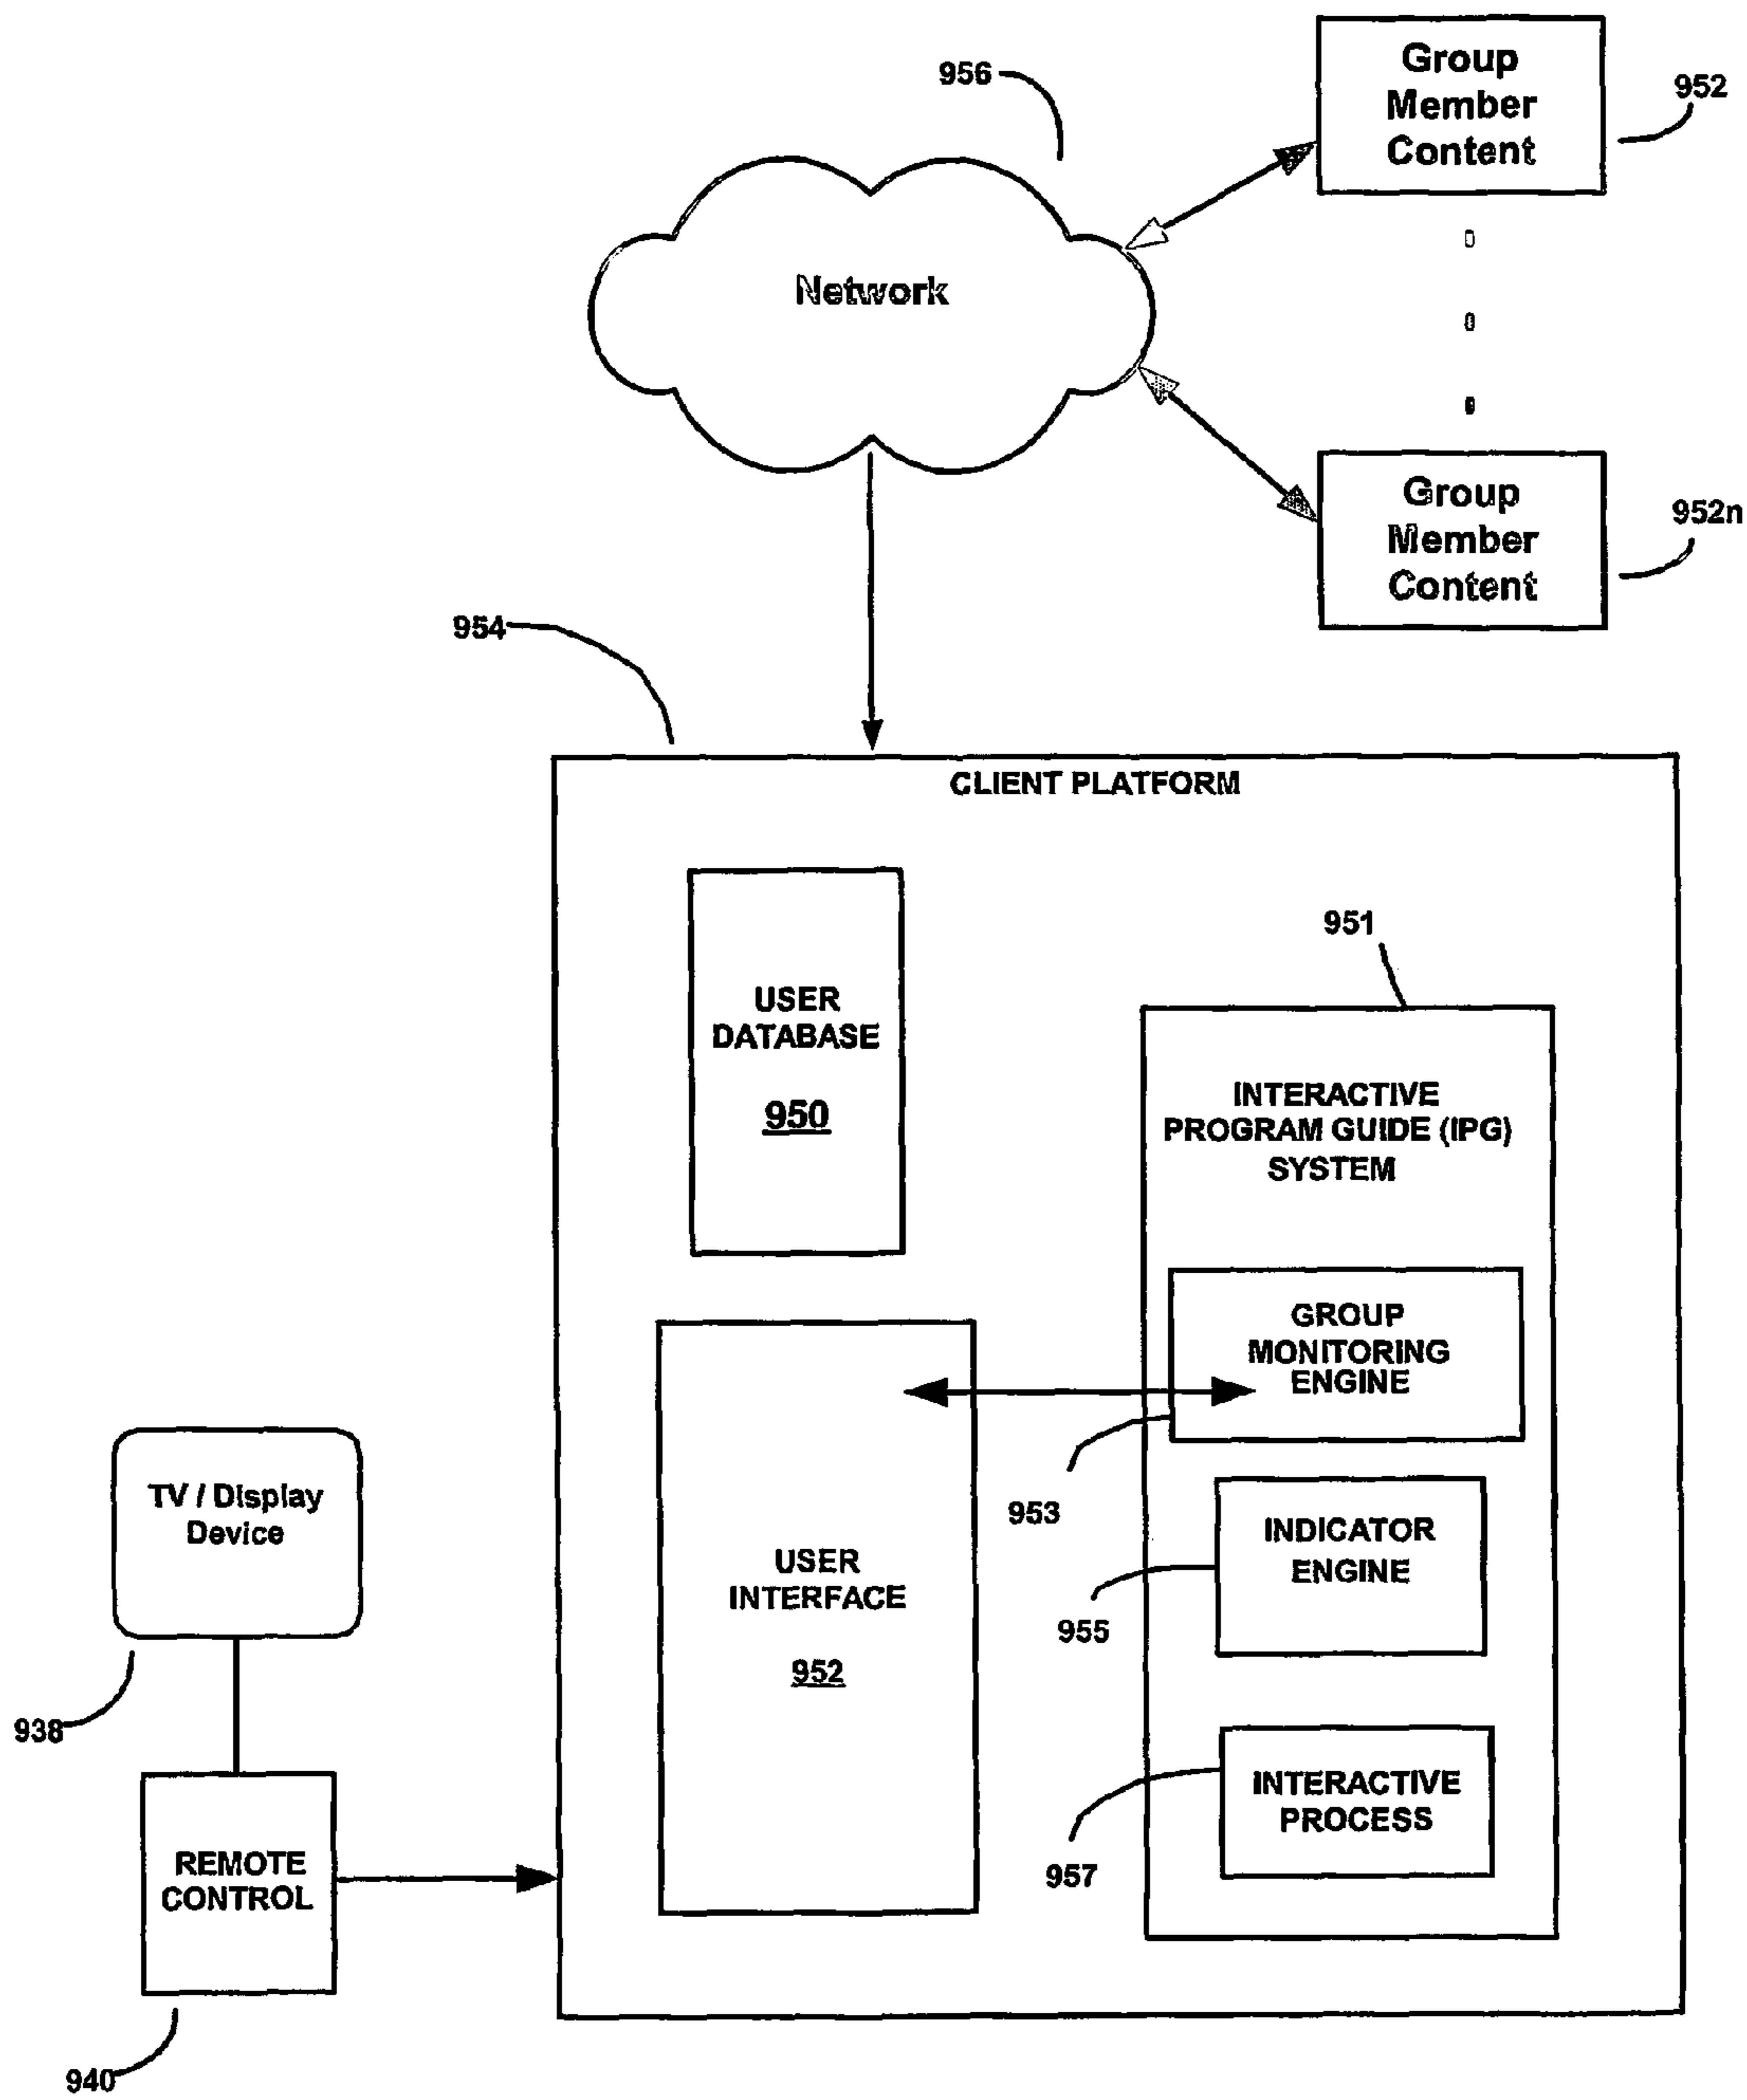 956
Group
Member
Content
952
Network
Group
Member
Content
952n
954
CLIENT PLATFORM
USER
DATABASE
950
951
INTERACTIVE
PROGRAM GUIDE (IPG)
SYSTEM
GROUP
MONITORING
ENGINE
953
INDICATOR
ENGINE
955
INTERACTIVE
PROCESS
957
USER
INTERFACE
952
TV / Display
Device
938
REMOTE
CONTROL
940